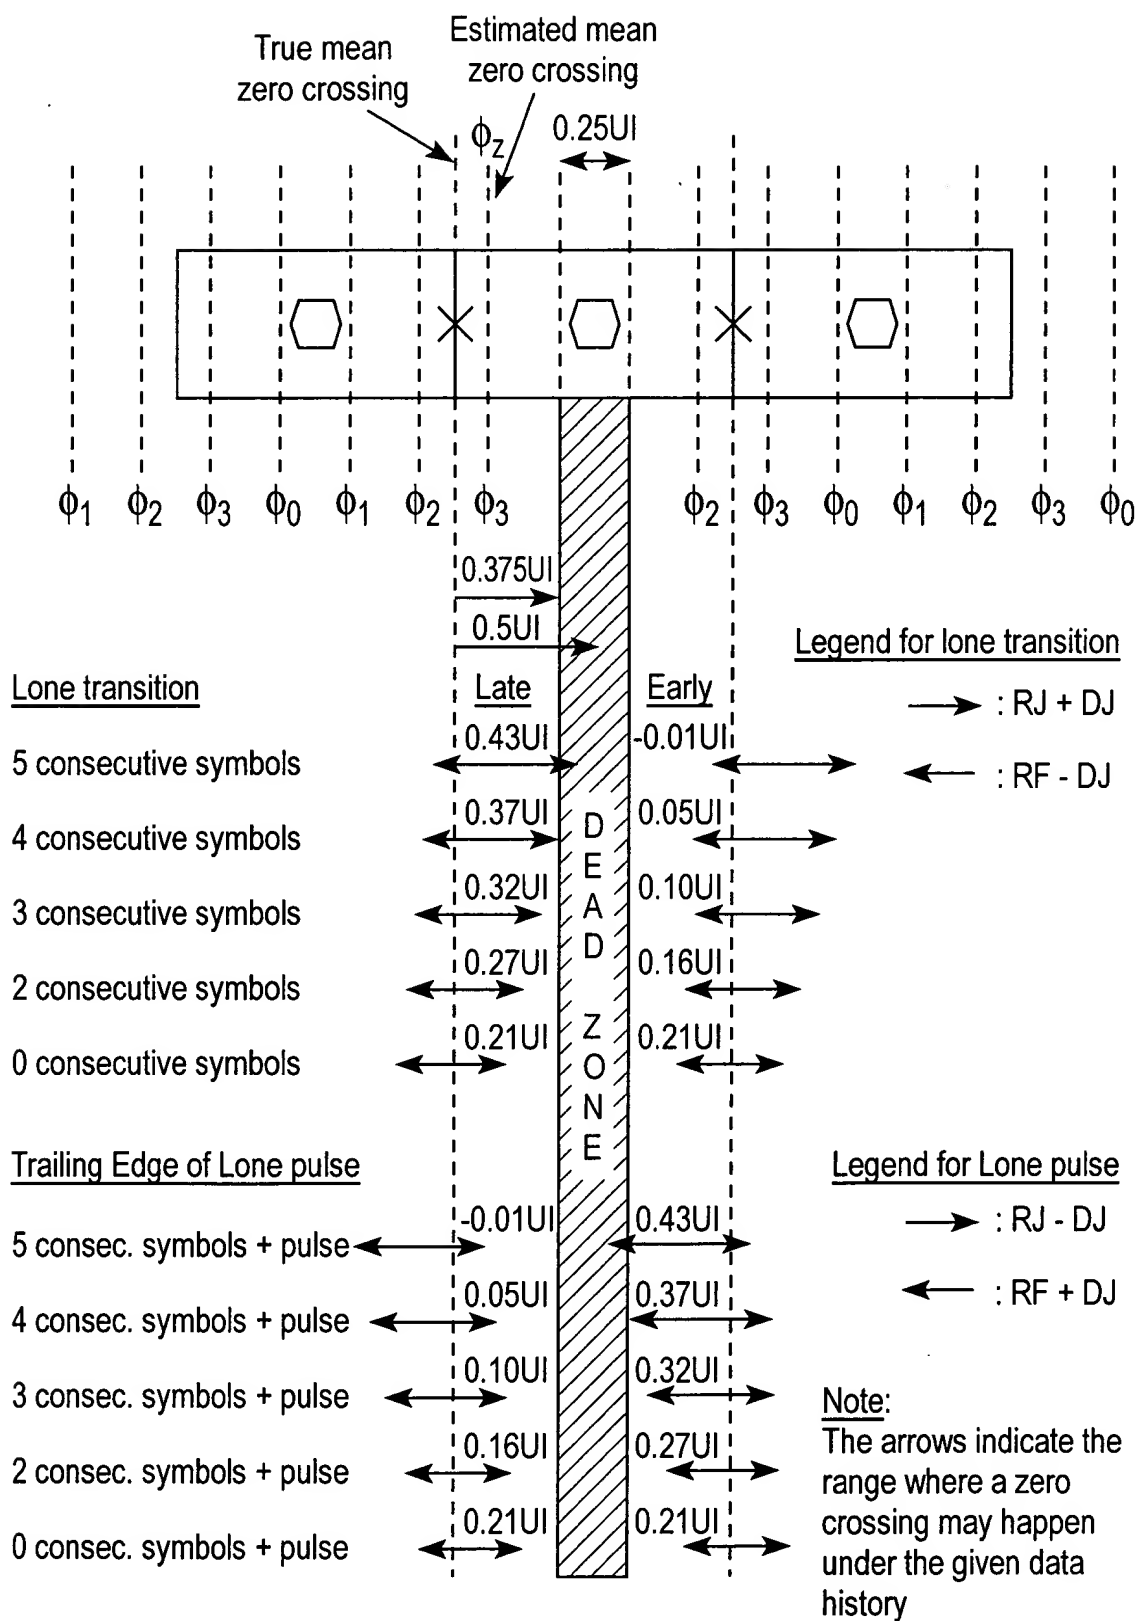 True mean
zero crossing
Estimated mean
zero crossing
ϕz
0.25UI
ϕ1 ϕ2 ϕ3 ϕ0 ϕ1 ϕ2 ϕ3 ϕ2 ϕ3 ϕ0 ϕ1 ϕ2 ϕ3 ϕ0
0.375UI
0.5UI
Legend for lone transition
: RJ + DJ
: RF - DJ
Lone transition Late Early
5 consecutive symbols 0.43UI -0.01UI
4 consecutive symbols 0.37UI 0.05UI
3 consecutive symbols 0.32UI 0.10UI
2 consecutive symbols 0.27UI 0.16UI
0 consecutive symbols 0.21UI 0.21UI
DEAD ZONE
Trailing Edge of Lone pulse
5 consec. symbols + pulse -0.01UI 0.43UI
4 consec. symbols + pulse 0.05UI 0.37UI
3 consec. symbols + pulse 0.10UI 0.32UI
2 consec. symbols + pulse 0.16UI 0.27UI
0 consec. symbols + pulse 0.21UI 0.21UI
Legend for Lone pulse
: RJ - DJ
: RF + DJ
Note:
The arrows indicate the
range where a zero
crossing may happen
under the given data
history